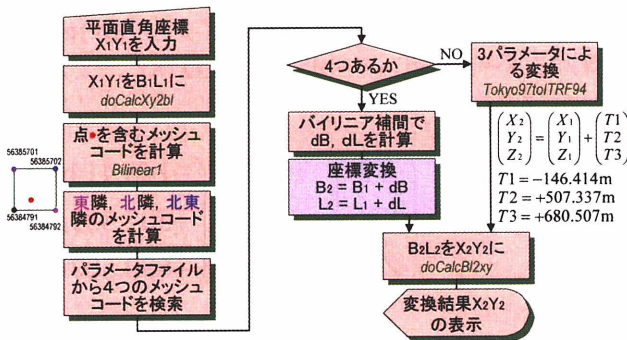 平面直角座標
X1Y1を入力
X1Y1をB1L1に
doCalcXy2bl
点●を含むメッシュ
コードを計算
Bilinear1
東隣, 北隣, 北東
隣のメッシュコード
を計算
パラメータファイル
から4つのメッシュ
コードを検索
56385701
56385702
56384791
56384792
4つあるか
NO
YES
バイリニア補間で
dB, dLを計算
座標変換
B2 = B1 + dB
L2 = L1 + dL
3パラメータによ
る変換
Tokyo97toITRF94
(X2) (X1) (T1)
(Y2) = (Y1) + (T2)
(Z2) (Z1) (T3)
T1 = −146.414m
T2 = +507.337m
T3 = +680.507m
B2L2をX2Y2に
doCalcBl2xy
変換結果X2Y2
の表示